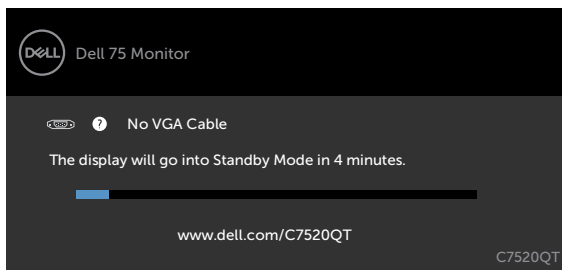 DELL
Dell 75 Monitor
? No VGA Cable
The display will go into Standby Mode in 4 minutes.
www.dell.com/C7520QT
C7520QT